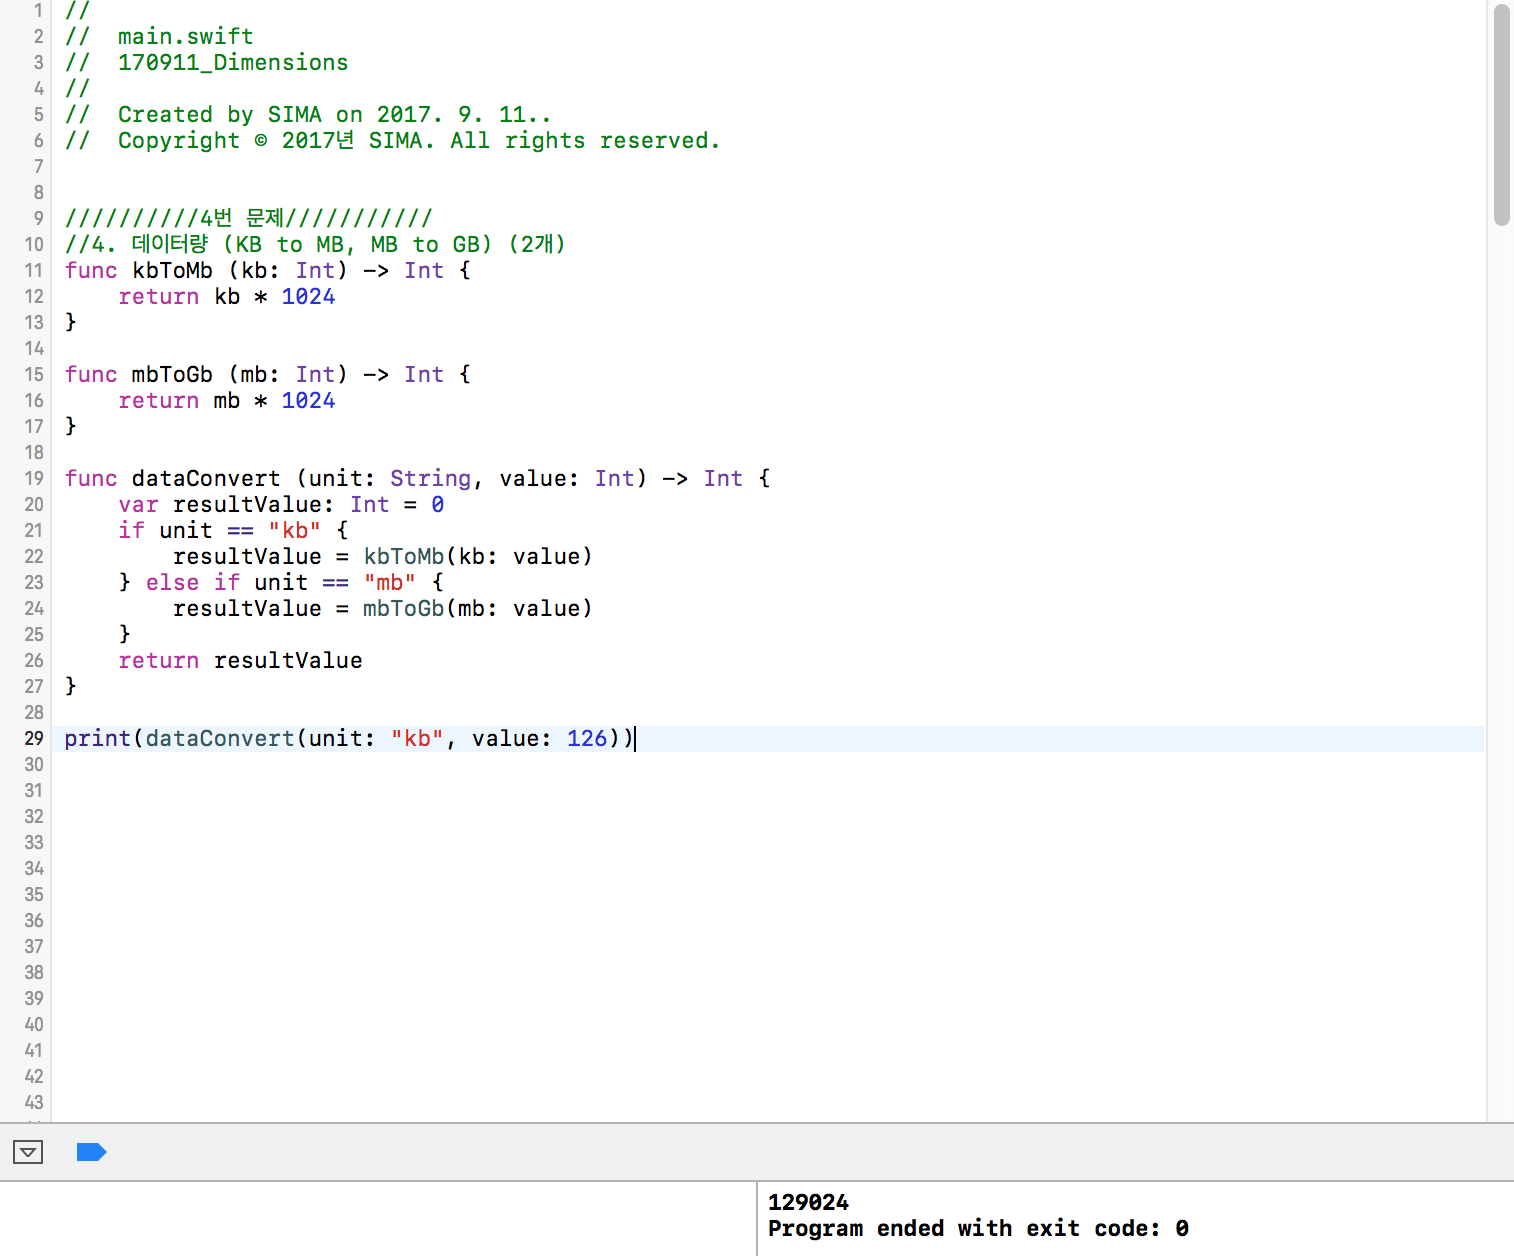 1 //
2 //  main.swift
3 //  170911_Dimensions
4 //
5 //  Created by SIMA on 2017. 9. 11..
6 //  Copyright © 2017년 SIMA. All rights reserved.
7
8
9 //////////4번 문제///////////
10 //4. 데이터량 (KB to MB, MB to GB) (2개)
11 func kbToMb (kb: Int) -> Int {
12     return kb * 1024
13 }
14
15 func mbToGb (mb: Int) -> Int {
16     return mb * 1024
17 }
18
19 func dataConvert (unit: String, value: Int) -> Int {
20     var resultValue: Int = 0
21     if unit == "kb" {
22         resultValue = kbToMb(kb: value)
23     } else if unit == "mb" {
24         resultValue = mbToGb(mb: value)
25     }
26     return resultValue
27 }
28
29 print(dataConvert(unit: "kb", value: 126))
30
31
32
33
34
35
36
37
38
39
40
41
42
43
129024
Program ended with exit code: 0